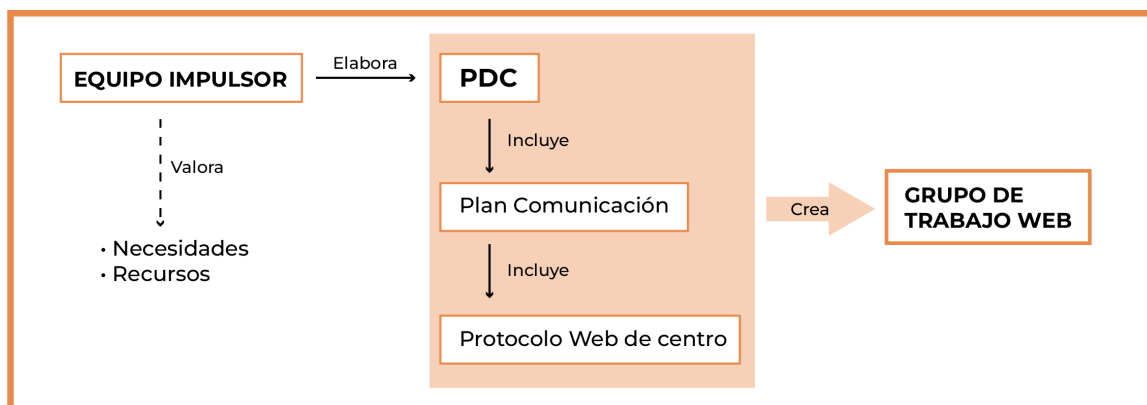 EQUIPO IMPULSOR
Elabora
PDC
Valora
Incluye
· Necesidades
· Recursos
Plan Comunicación
Crea
GRUPO DE
TRABAJO WEB
Incluye
Protocolo Web de centro